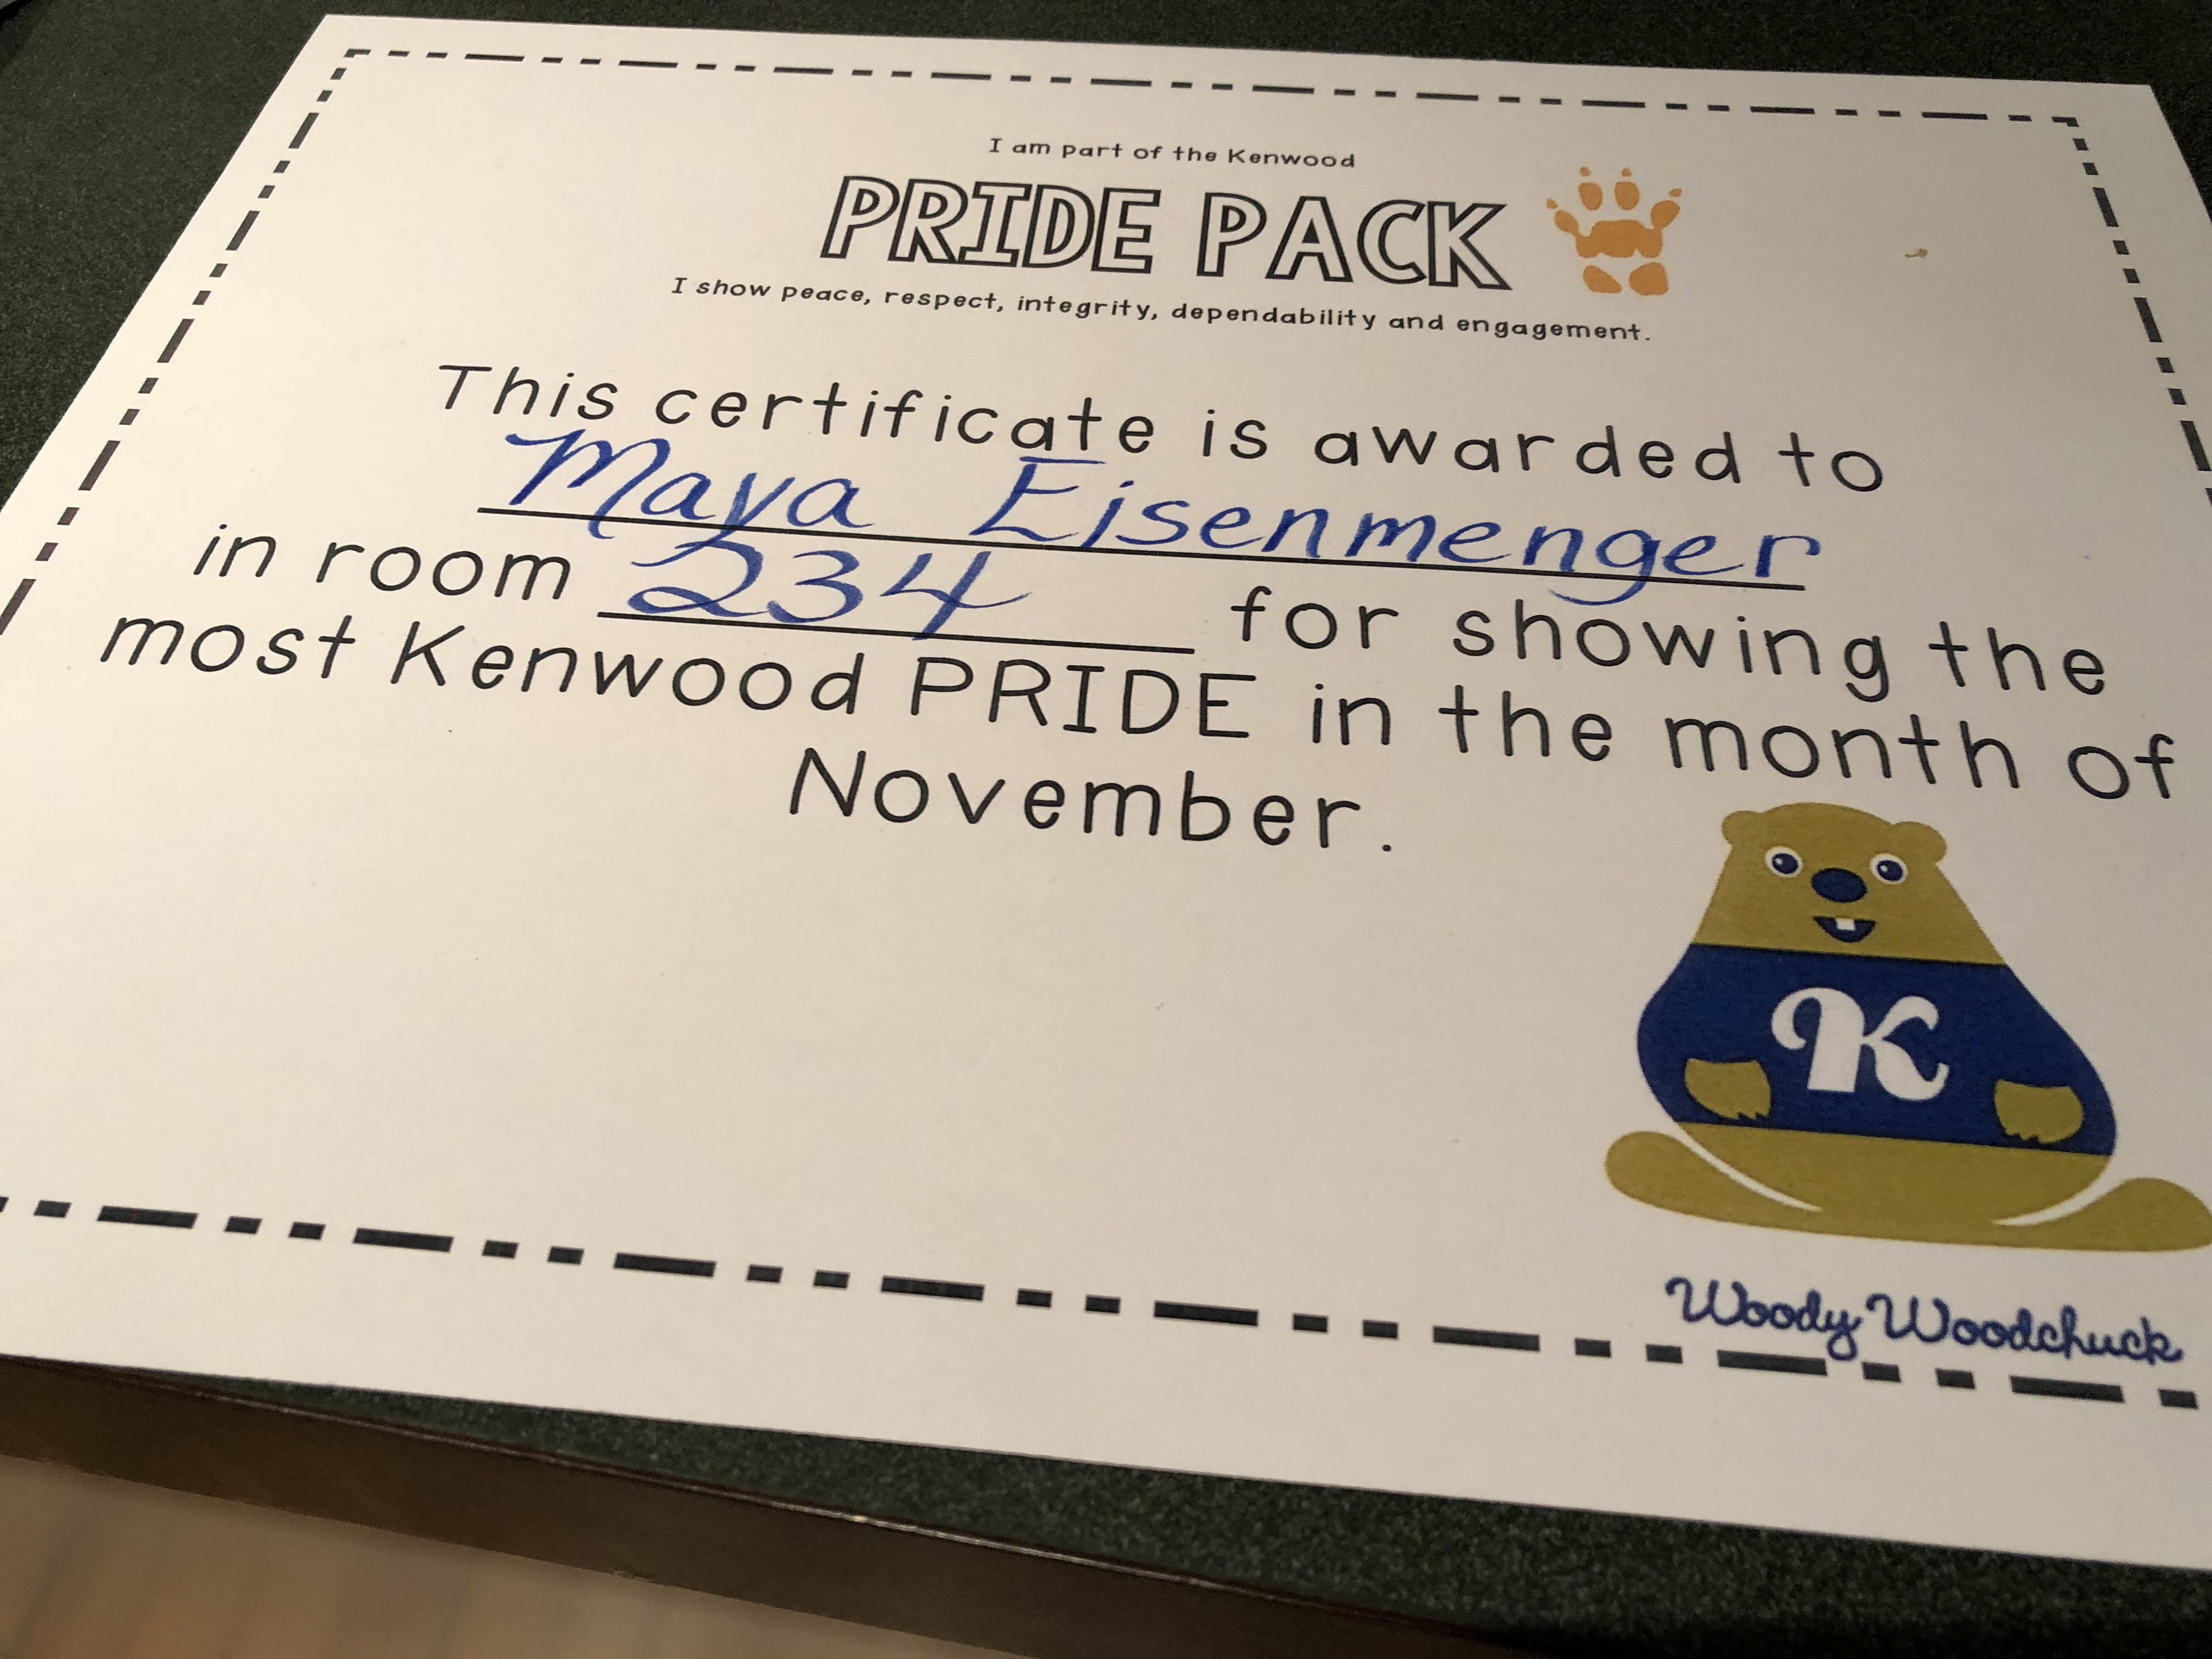 I am part of the Kenwood
PRIDE PACK
I show peace, respect, integrity, dependability and engagement.
This certificate is awarded to
Maya Eisenmenger
in room 234 for showing the
most Kenwood PRIDE in the month of
November.
K
Woody Woodchuck